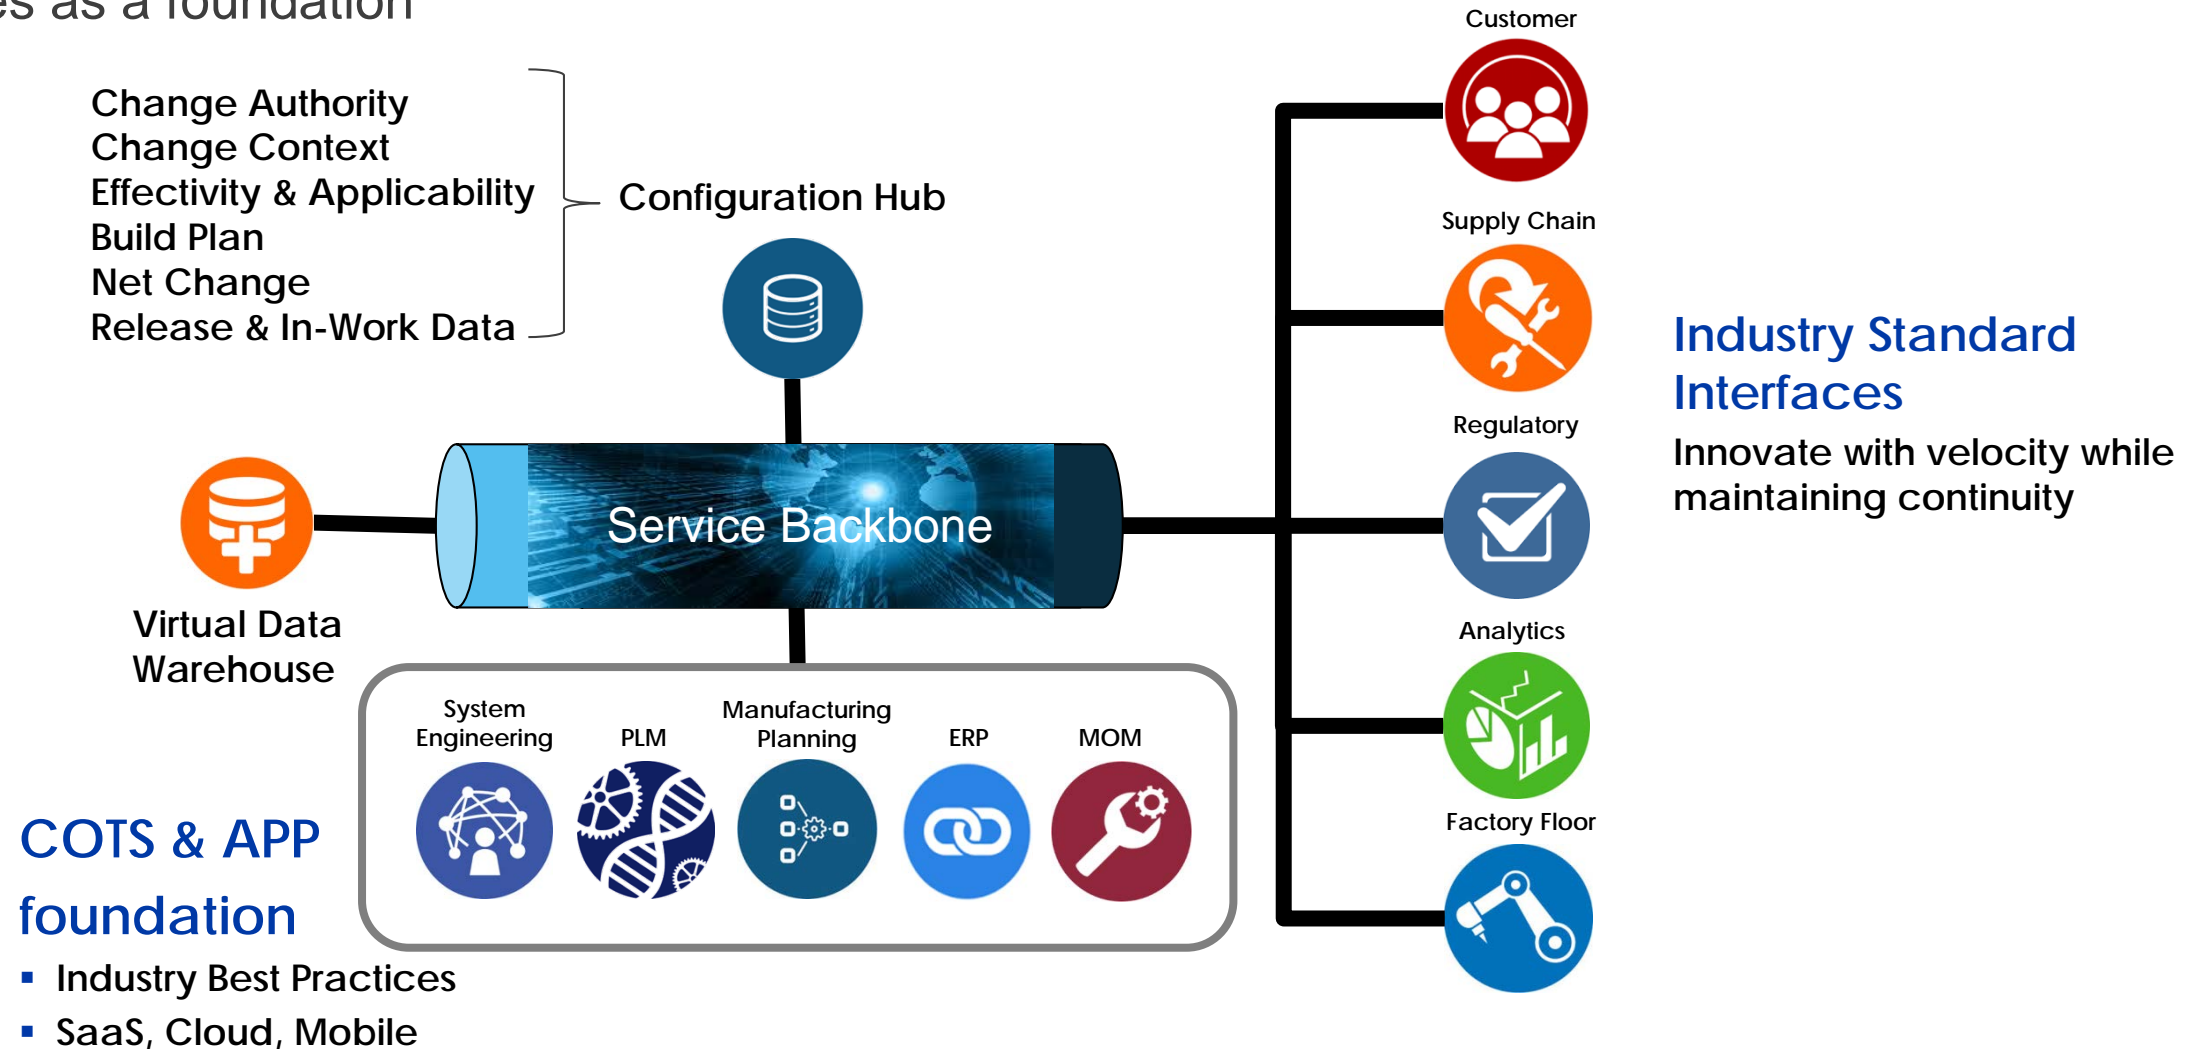 as a foundation
Change Authority
Change Context
Effectivity & Applicability
Build Plan
Net Change
Release & In-Work Data
Configuration Hub
Customer
Supply Chain
Regulatory
Analytics
Factory Floor
Industry Standard
Interfaces
Innovate with velocity while
maintaining continuity
Service Backbone
Virtual Data
Warehouse
System
Engineering
PLM
Manufacturing
Planning
ERP
MOM
COTS & APP
foundation
▪ Industry Best Practices
▪ SaaS, Cloud, Mobile